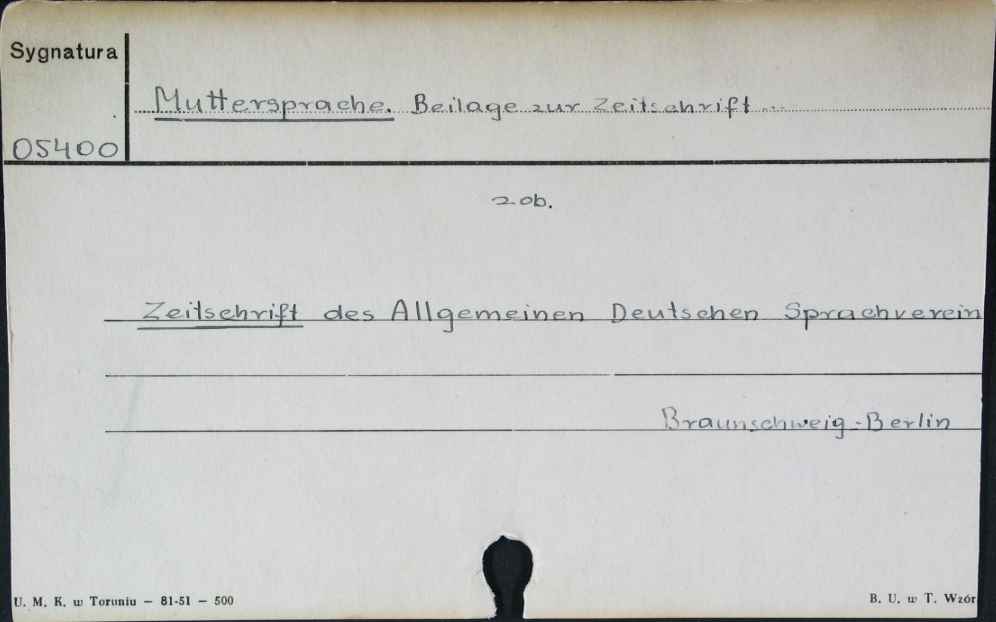 Sygnatura
Muttersprache. Beilage zur Zeitschrift ...
05400
zob.
Zeitschrift des Allgemeinen Deutschen Sprachverein
Braunschweig-Berlin
U. M. K. w Toruniu — 81-51 — 500
B. U. w T. Wzór